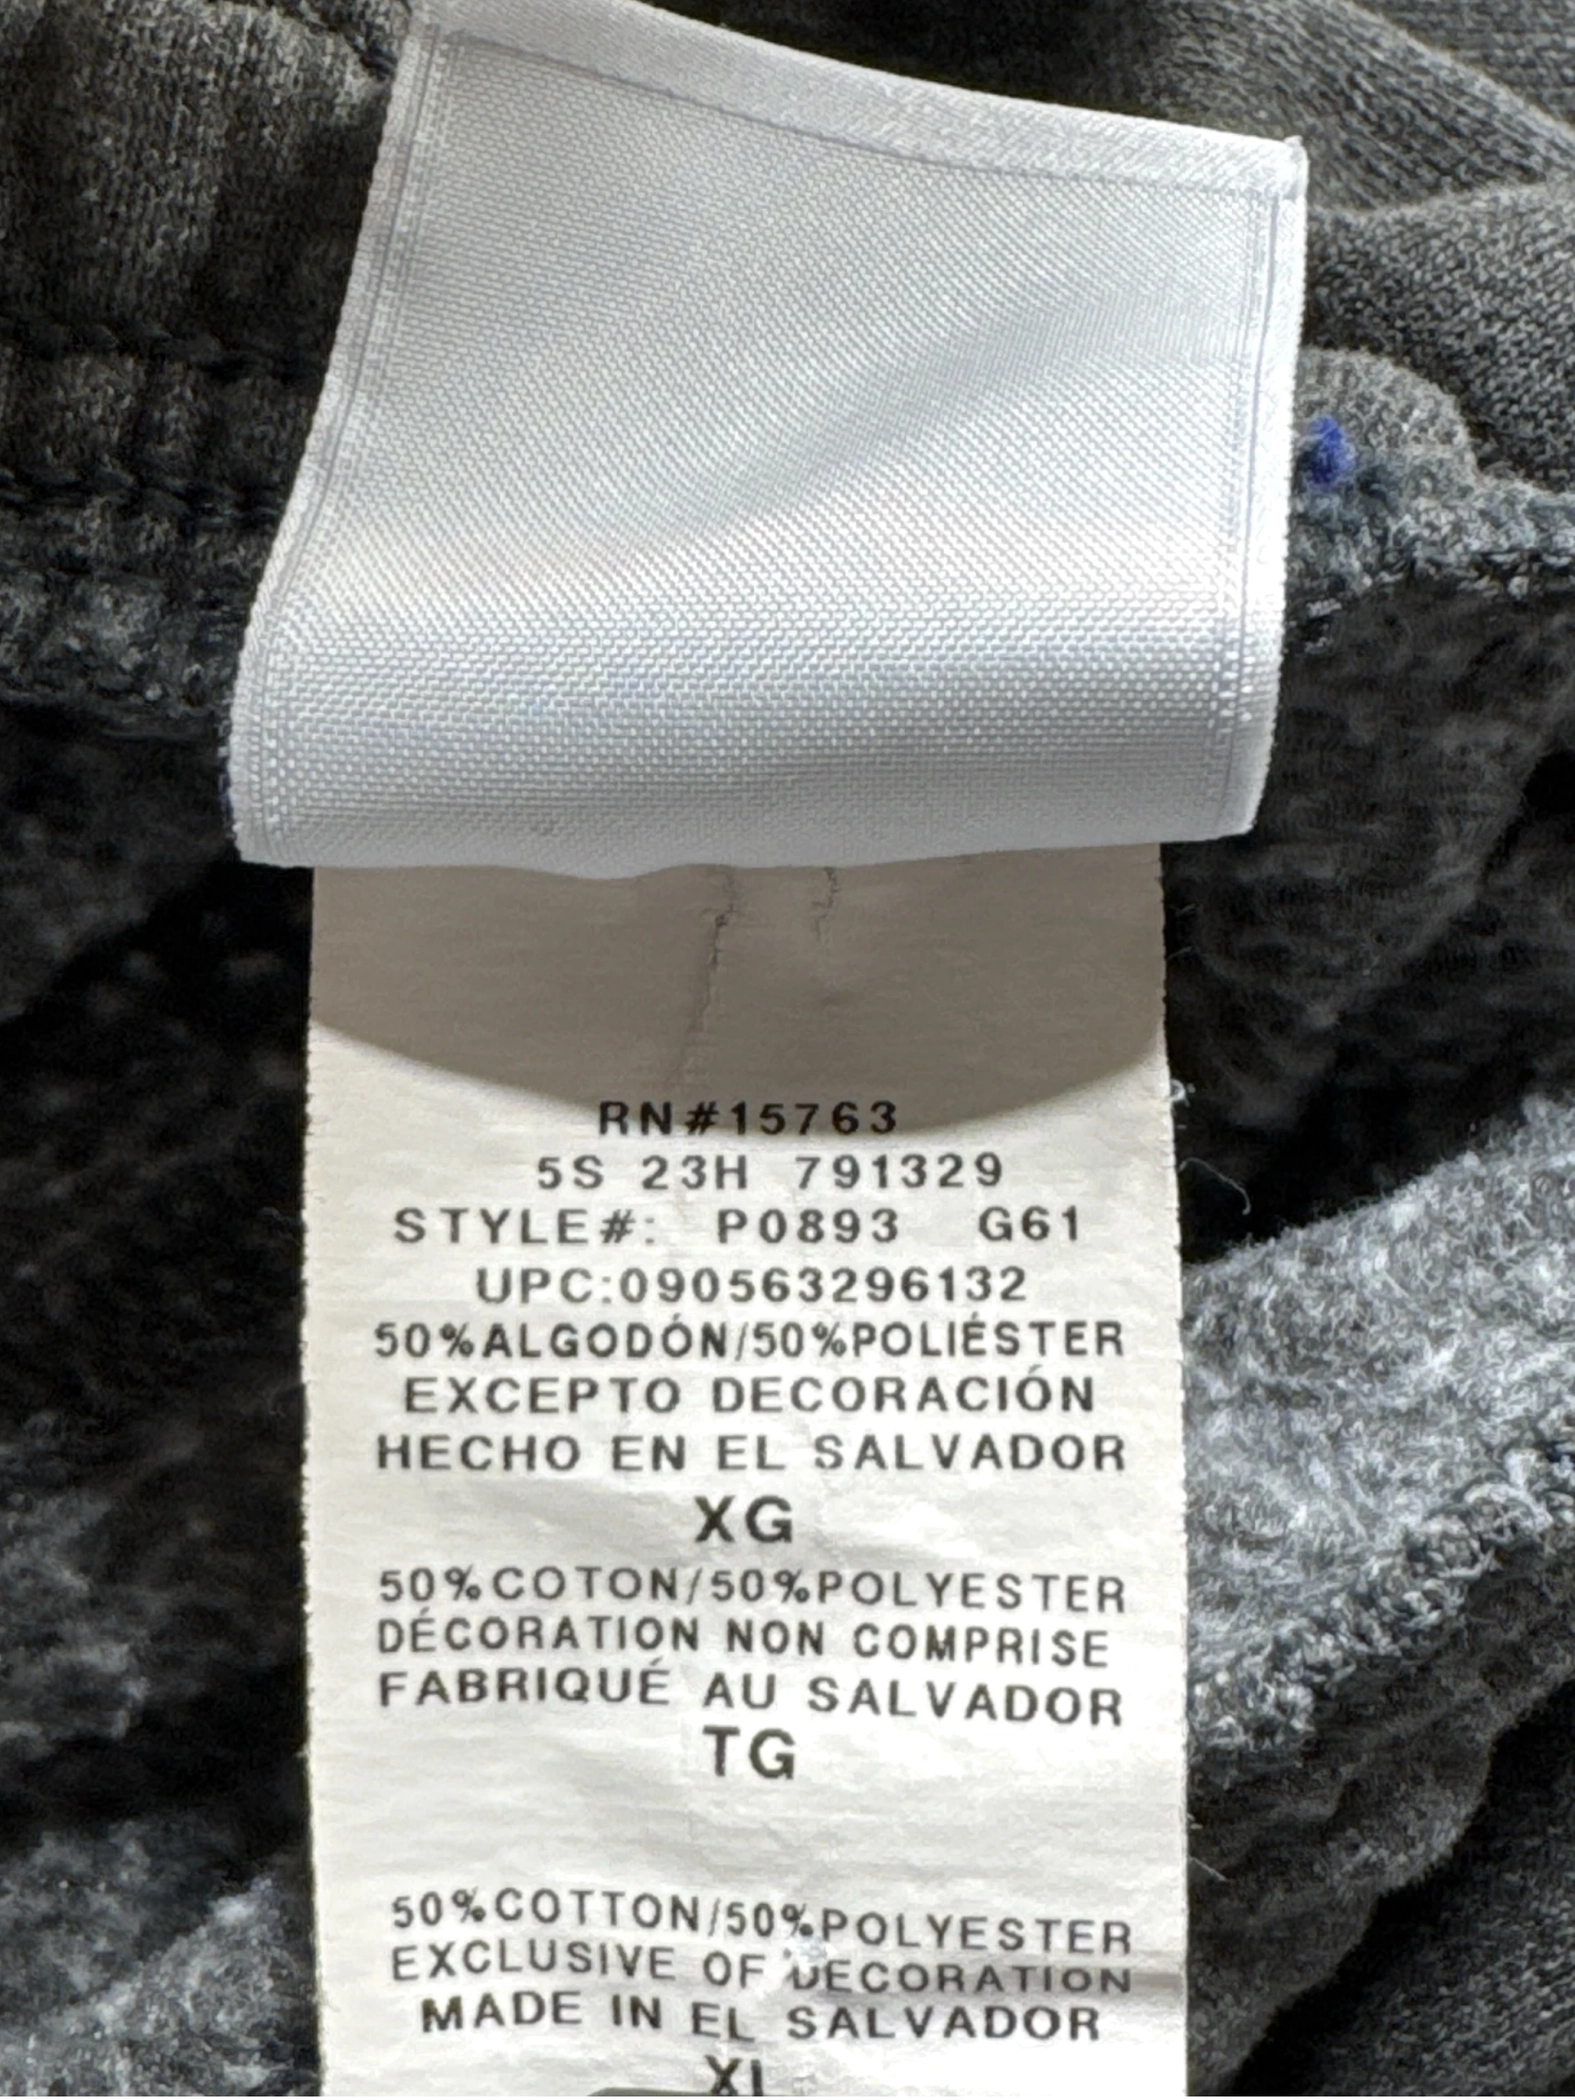 RN#15763
5S 23H 791329
STYLE#: P0893 G61
UPC:090563296132
50%ALGODÓN/50%POLIÉSTER
EXCEPTO DECORACIÓN
HECHO EN EL SALVADOR
XG
50%COTON/50%POLYESTER
DÉCORATION NON COMPRISE
FABRIQUÉ AU SALVADOR
TG
50%COTTON/50%POLYESTER
EXCLUSIVE OF DECORATION
MADE IN EL SALVADOR
XL